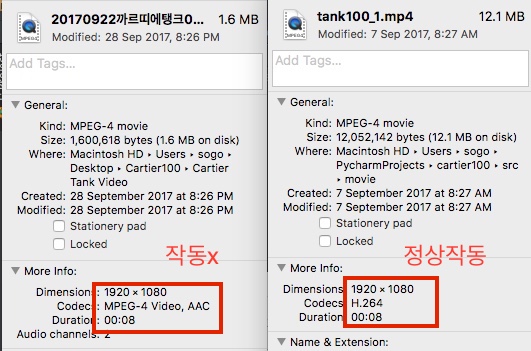 20170922까르띠에탱크0...
1.6 MB
Modified: 28 Sep 2017, 8:26 PM
Add Tags...
General:
Kind: MPEG-4 movie
Size: 1,600,618 bytes (1.6 MB on disk)
Where: Macintosh HD ▸ Users ▸ sogo ▸
Desktop ▸ Cartier100 ▸ Cartier
Tank Video
Created: 28 September 2017 at 8:26 PM
Modified: 28 September 2017 at 8:26 PM
Stationery pad
Locked
작동x
More Info:
Dimensions: 1920 × 1080
Codecs: MPEG-4 Video, AAC
Duration: 00:08
Audio channels: 2
tank100_1.mp4
12.1 MB
Modified: 7 Sep 2017, 8:27 AM
Add Tags...
General:
Kind: MPEG-4 movie
Size: 12,052,142 bytes (12.1 MB on disk)
Where: Macintosh HD ▸ Users ▸ sogo ▸
PycharmProjects ▸ cartier100 ▸ src
▸ movie
Created: 7 September 2017 at 8:27 AM
Modified: 7 September 2017 at 8:27 AM
Stationery pad
Locked
정상작동
More Info:
Dimensions: 1920 × 1080
Codecs: H.264
Duration: 00:08
Name & Extension: